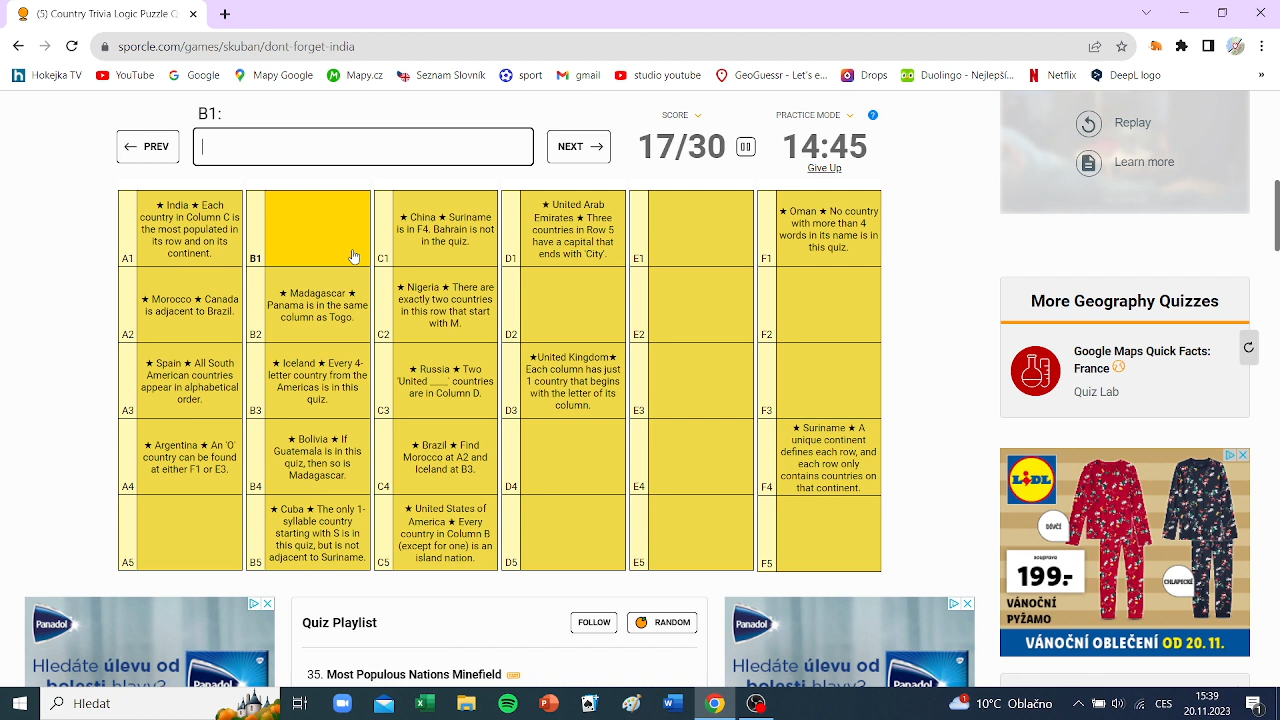 (5) Country Trivia Logic Puzzle Q
sporcle.com/games/skuban/dont-forget-india
Hokejka TV YouTube Google Mapy Google Mapy.cz Seznam Slovník sport gmail studio youtube GeoGuessr - Let's e... Drops Duolingo - Nejlepší... Netflix DeepL logo »
B1:
← PREV
NEXT →
SCORE
17/30
PRACTICE MODE ?
14:45
Give Up
A1 ★ India ★ Each
country in Column C is
the most populated in
its row and on its
continent.
B1
C1 ★ China ★ Suriname
is in F4. Bahrain is not
in the quiz.
D1 ★ United Arab
Emirates ★ Three
countries in Row 5
have a capital that
ends with 'City'.
E1
F1 ★ Oman ★ No country
with more than 4
words in its name is in
this quiz.
A2 ★ Morocco ★ Canada
is adjacent to Brazil.
B2 ★ Madagascar ★
Panama is in the same
column as Togo.
C2 ★ Nigeria ★ There are
exactly two countries
in this row that start
with M.
D2
E2
F2
A3 ★ Spain ★ All South
American countries
appear in alphabetical
order.
B3 ★ Iceland ★ Every 4-
letter country from the
Americas is in this
quiz.
C3 ★ Russia ★ Two
'United ____' countries
are in Column D.
D3 ★United Kingdom★
Each column has just
1 country that begins
with the letter of its
column.
E3
F3
A4 ★ Argentina ★ An 'O'
country can be found
at either F1 or E3.
B4 ★ Bolivia ★ If
Guatemala is in this
quiz, then so is
Madagascar.
C4 ★ Brazil ★ Find
Morocco at A2 and
Iceland at B3.
D4
E4
F4 ★ Suriname ★ A
unique continent
defines each row, and
each row only
contains countries on
that continent.
A5
B5 ★ Cuba ★ The only 1-
syllable country
starting with S is in
this quiz, but is not
adjacent to Suriname.
C5 ★ United States of
America ★ Every
country in Column B
(except for one) is an
island nation.
D5
E5
F5
Replay
Learn more
More Geography Quizzes
Google Maps Quick Facts:
France
Quiz Lab
LIDL
DÍVČÍ
CHLAPECKÉ
souprava
199.-
VÁNOČNÍ
PYŽAMO
VÁNOČNÍ OBLEČENÍ OD 20. 11.
Panadol
Hledáte úlevu od
bolesti hlavy?
Panadol
Quiz Playlist
FOLLOW
RANDOM
35. Most Populous Nations Minefield
Panadol
Hledáte úlevu od
bolesti hlavy?
Panadol
Hledat
10°C Oblačno
15:39
20.11.2023